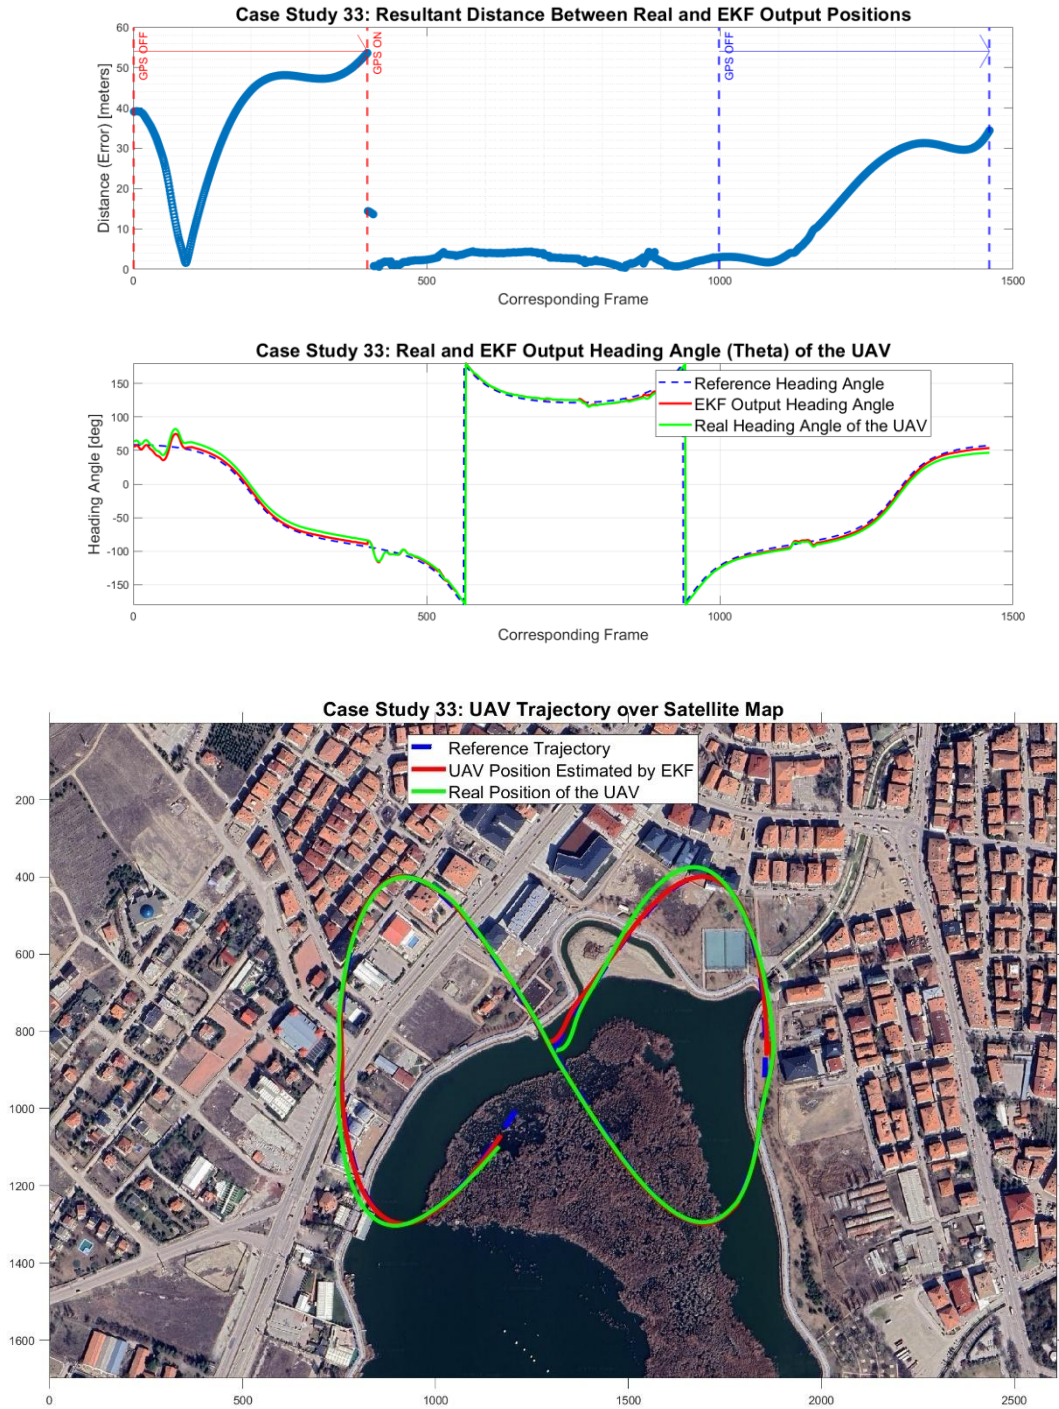 Case Study 33: Resultant Distance Between Real and EKF Output Positions
60
50
40
30
20
10
0
Distance (Error) [meters]
GPS OFF
GPS ON
GPS OFF
0
500
1000
1500
Corresponding Frame
Case Study 33: Real and EKF Output Heading Angle (Theta) of the UAV
150
100
50
0
-50
-100
-150
Heading Angle [deg]
Reference Heading Angle
EKF Output Heading Angle
Real Heading Angle of the UAV
0
500
1000
1500
Corresponding Frame
Case Study 33: UAV Trajectory over Satellite Map
Reference Trajectory
UAV Position Estimated by EKF
Real Position of the UAV
200
400
600
800
1000
1200
1400
1600
0
500
1000
1500
2000
2500